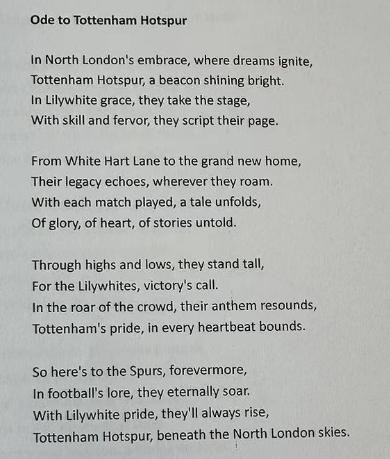 Ode to Tottenham Hotspur
In North London's embrace, where dreams ignite,
Tottenham Hotspur, a beacon shining bright.
In Lilywhite grace, they take the stage,
With skill and fervor, they script their page.
From White Hart Lane to the grand new home,
Their legacy echoes, wherever they roam.
With each match played, a tale unfolds,
Of glory, of heart, of stories untold.
Through highs and lows, they stand tall,
For the Lilywhites, victory's call.
In the roar of the crowd, their anthem resounds,
Tottenham's pride, in every heartbeat bounds.
So here's to the Spurs, forevermore,
In football's lore, they eternally soar.
With Lilywhite pride, they'll always rise,
Tottenham Hotspur, beneath the North London skies.